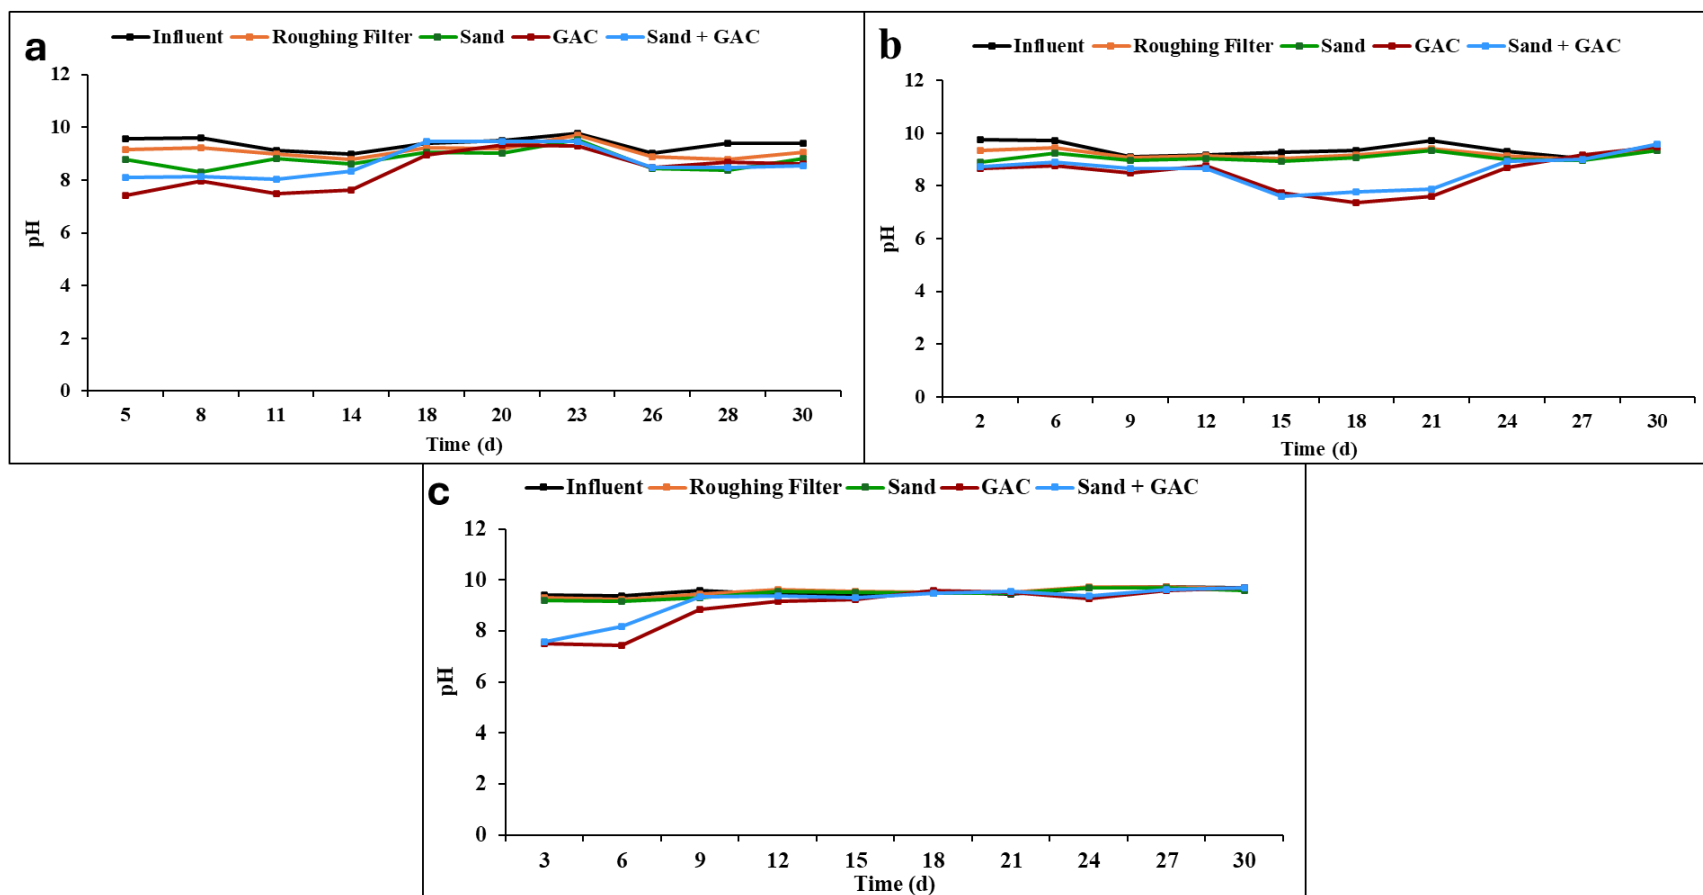 a
Influent Roughing Filter Sand GAC Sand + GAC
12
10
8
6
4
2
0
pH
5 8 11 14 18 20 23 26 28 30
Time (d)
b
Influent Roughing Filter Sand GAC Sand + GAC
12
10
8
6
4
2
0
pH
2 6 9 12 15 18 21 24 27 30
Time (d)
c
Influent Roughing Filter Sand GAC Sand + GAC
12
10
8
6
4
2
0
pH
3 6 9 12 15 18 21 24 27 30
Time (d)